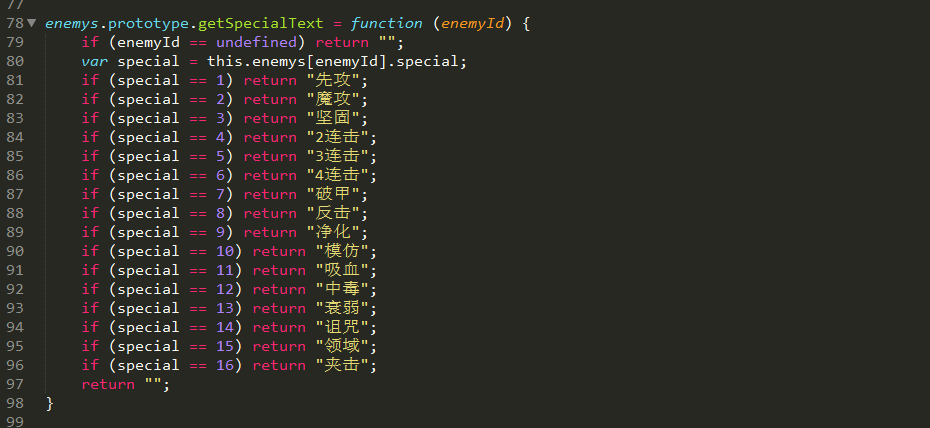 77
78 enemys.prototype.getSpecialText = function (enemyId) {
79     if (enemyId == undefined) return "";
80     var special = this.enemys[enemyId].special;
81     if (special == 1) return "先攻";
82     if (special == 2) return "魔攻";
83     if (special == 3) return "坚固";
84     if (special == 4) return "2连击";
85     if (special == 5) return "3连击";
86     if (special == 6) return "4连击";
87     if (special == 7) return "破甲";
88     if (special == 8) return "反击";
89     if (special == 9) return "净化";
90     if (special == 10) return "模仿";
91     if (special == 11) return "吸血";
92     if (special == 12) return "中毒";
93     if (special == 13) return "衰弱";
94     if (special == 14) return "诅咒";
95     if (special == 15) return "领域";
96     if (special == 16) return "夹击";
97     return "";
98 }
99